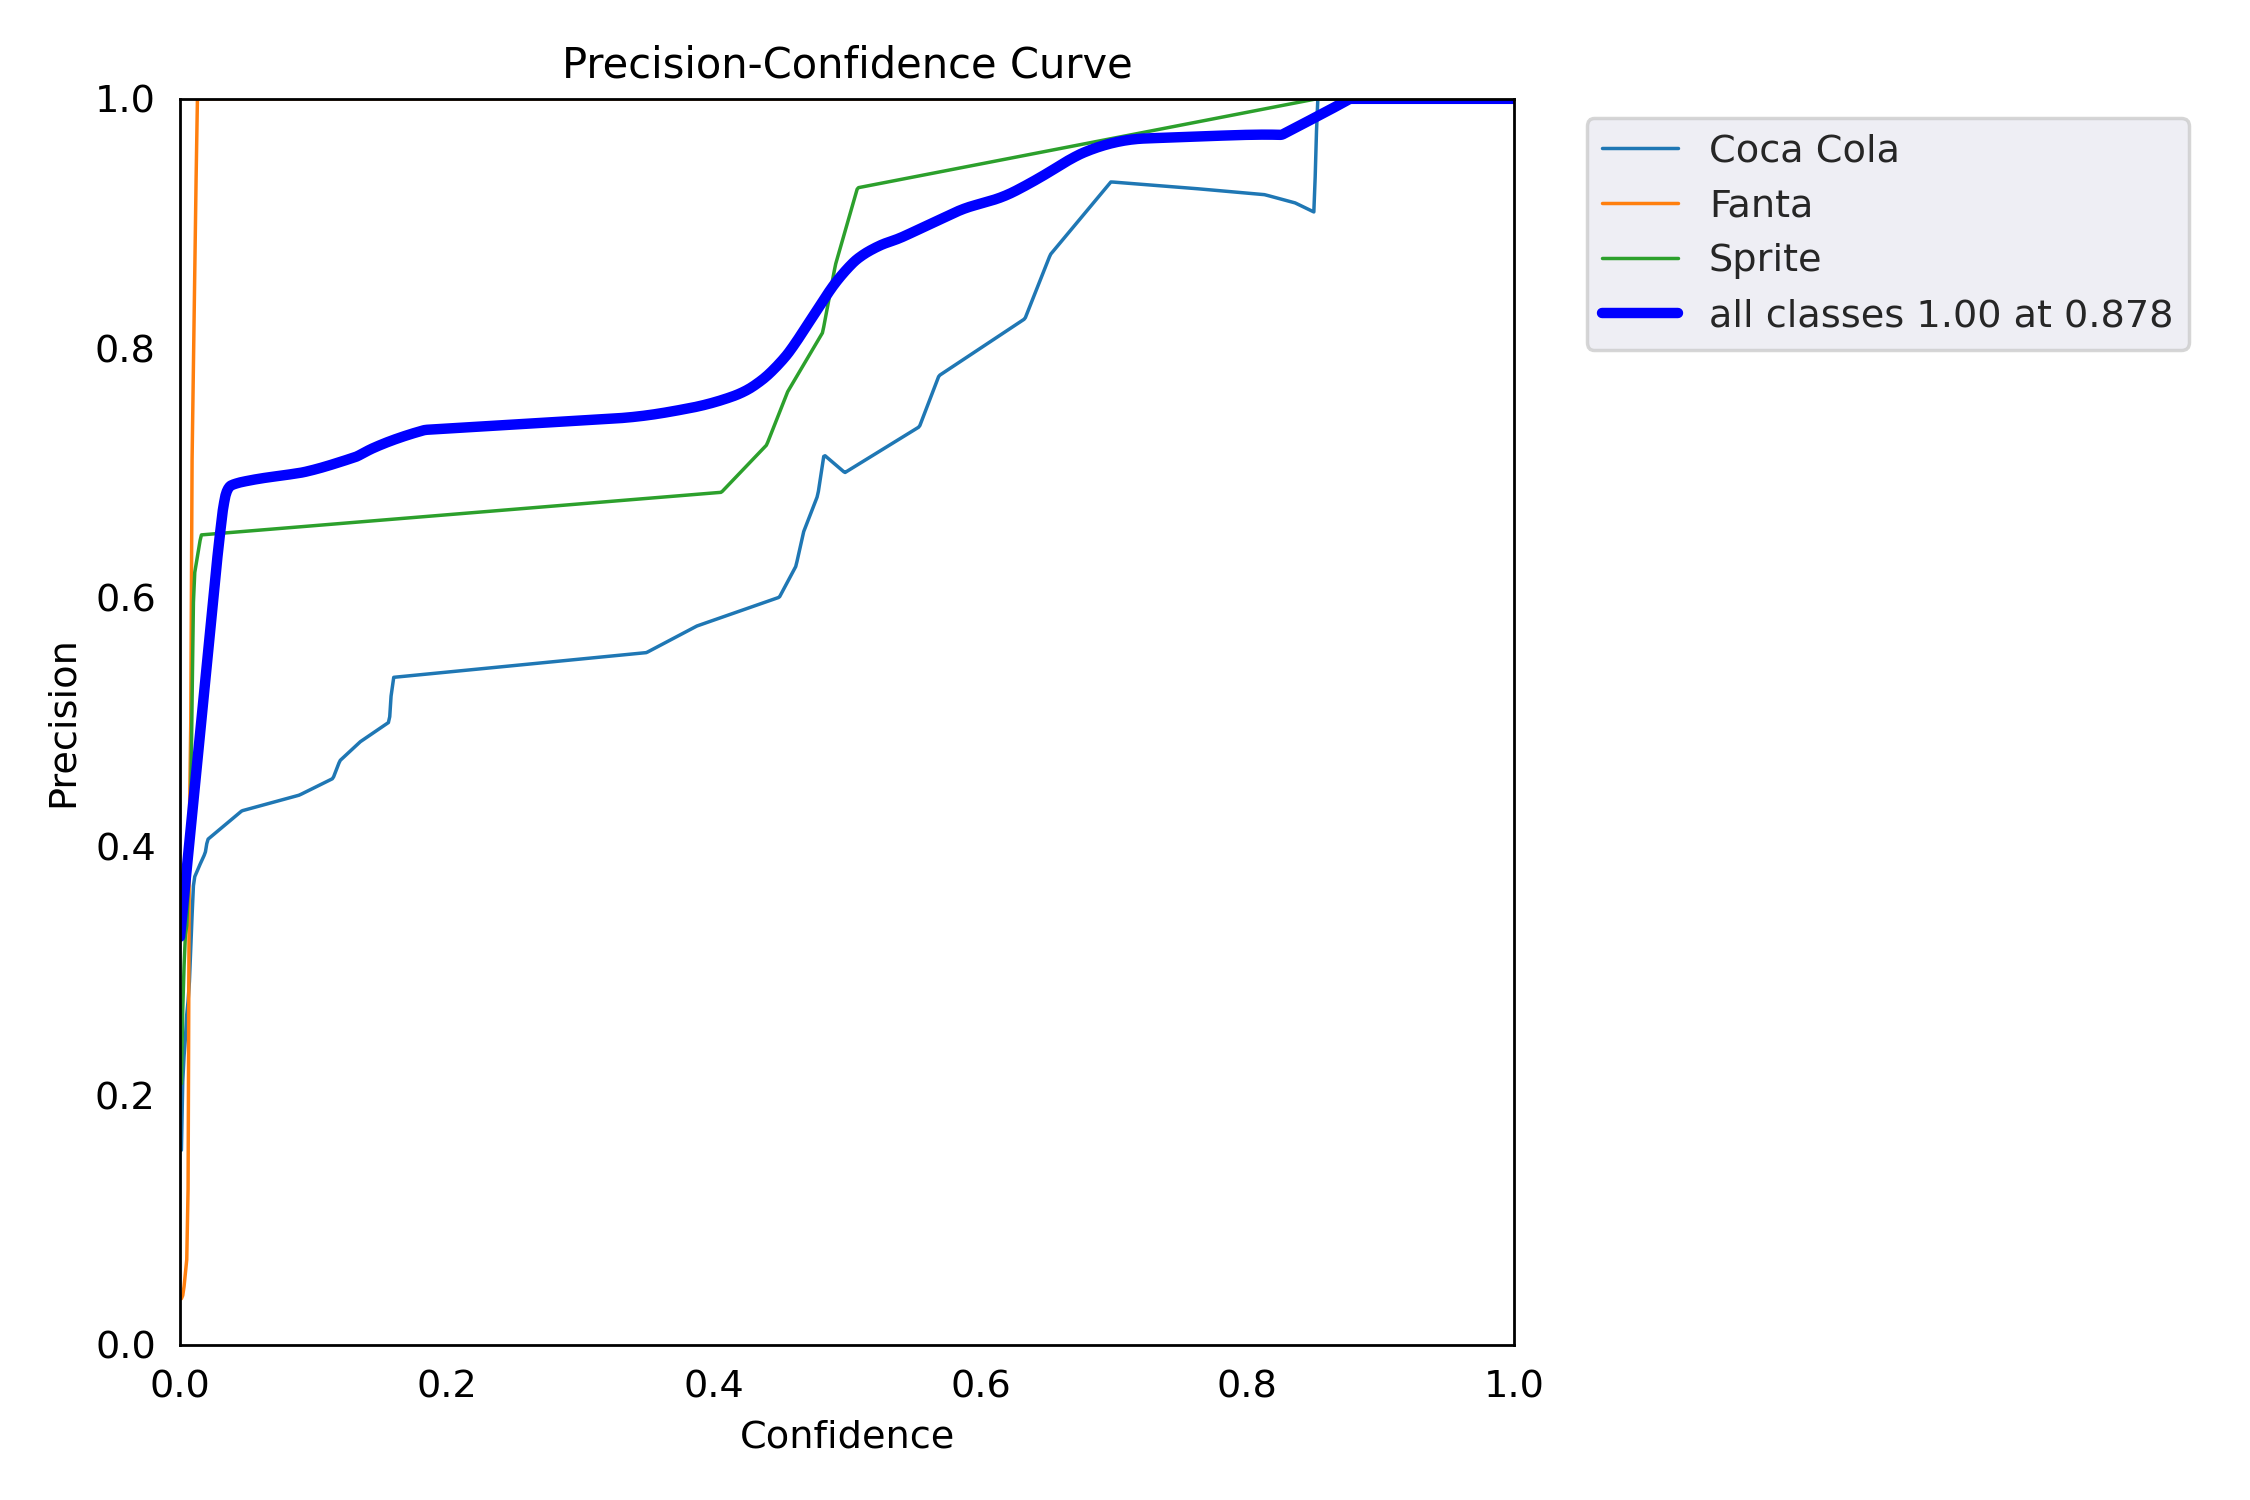 Precision-Confidence Curve
1.0
0.8
0.6
0.4
0.2
0.0
Precision
0.0 0.2 0.4 0.6 0.8 1.0
Confidence
Coca Cola
Fanta
Sprite
all classes 1.00 at 0.878